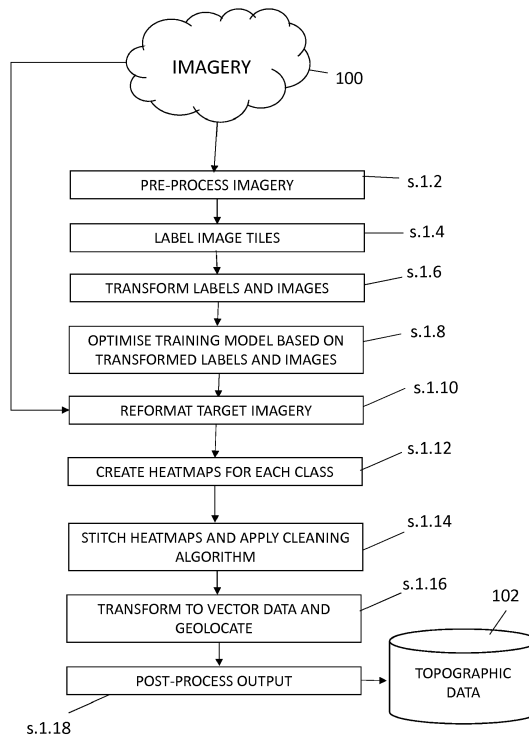 IMAGERY
100
PRE-PROCESS IMAGERY
s.1.2
LABEL IMAGE TILES
s.1.4
TRANSFORM LABELS AND IMAGES
s.1.6
OPTIMISE TRAINING MODEL BASED ON
TRANSFORMED LABELS AND IMAGES
s.1.8
REFORMAT TARGET IMAGERY
s.1.10
CREATE HEATMAPS FOR EACH CLASS
s.1.12
STITCH HEATMAPS AND APPLY CLEANING
ALGORITHM
s.1.14
TRANSFORM TO VECTOR DATA AND
GEOLOCATE
s.1.16
POST-PROCESS OUTPUT
s.1.18
102
TOPOGRAPHIC
DATA